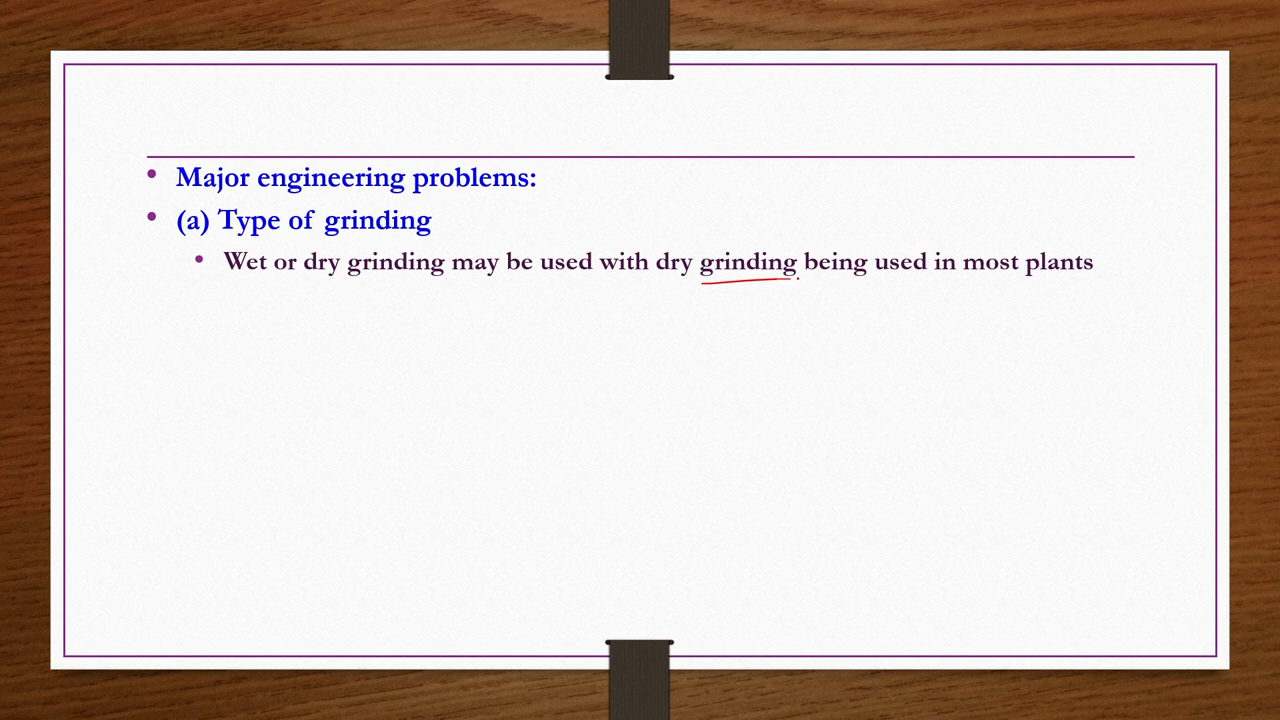 • Major engineering problems:
• (a) Type of grinding
• Wet or dry grinding may be used with dry grinding being used in most plants